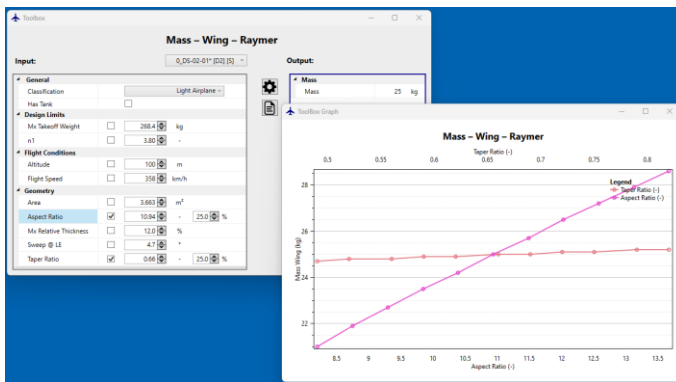 Toolbox
Mass – Wing – Raymer
Input:
0_DS-02-01* [D2] [S]
Output:
General
Classification Light Airplane
Has Tank
Design Limits
Mx Takeoff Weight 268.4 kg
n1 3.80 -
Flight Conditions
Altitude 100 m
Flight Speed 358 km/h
Geometry
Area 3.663 m²
Aspect Ratio 10.94 - 25.0 %
Mx Relative Thickness 12.0 %
Sweep @ LE 4.7 °
Taper Ratio 0.66 - 25.0 %
Mass
Mass 25 kg
ToolBox Graph
Mass – Wing – Raymer
Taper Ratio (-)
0.5 0.55 0.6 0.65 0.7 0.75 0.8
Legend
Taper Ratio (-)
Aspect Ratio (-)
Mass Wing (kg)
28
26
24
22
8.5 9 9.5 10 10.5 11 11.5 12 12.5 13 13.5
Aspect Ratio (-)